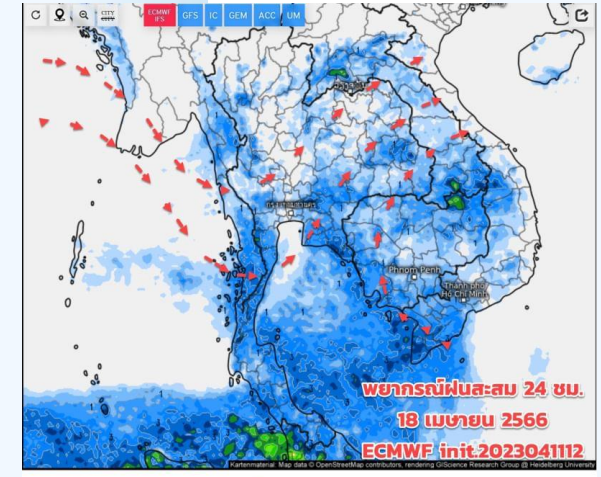 CITY
ECMWF
IFS
GFS
IC
GEM
ACC
UM
Phnom Penh
Thành phố
Hồ Chí Minh
พยากรณ์ฝนสะสม 24 ชม.
18 เมษายน 2566
ECMWF init.2023041112
Kartenmaterial: Map data © OpenStreetMap contributors, rendering GIScience Research Group @ Heidelberg University